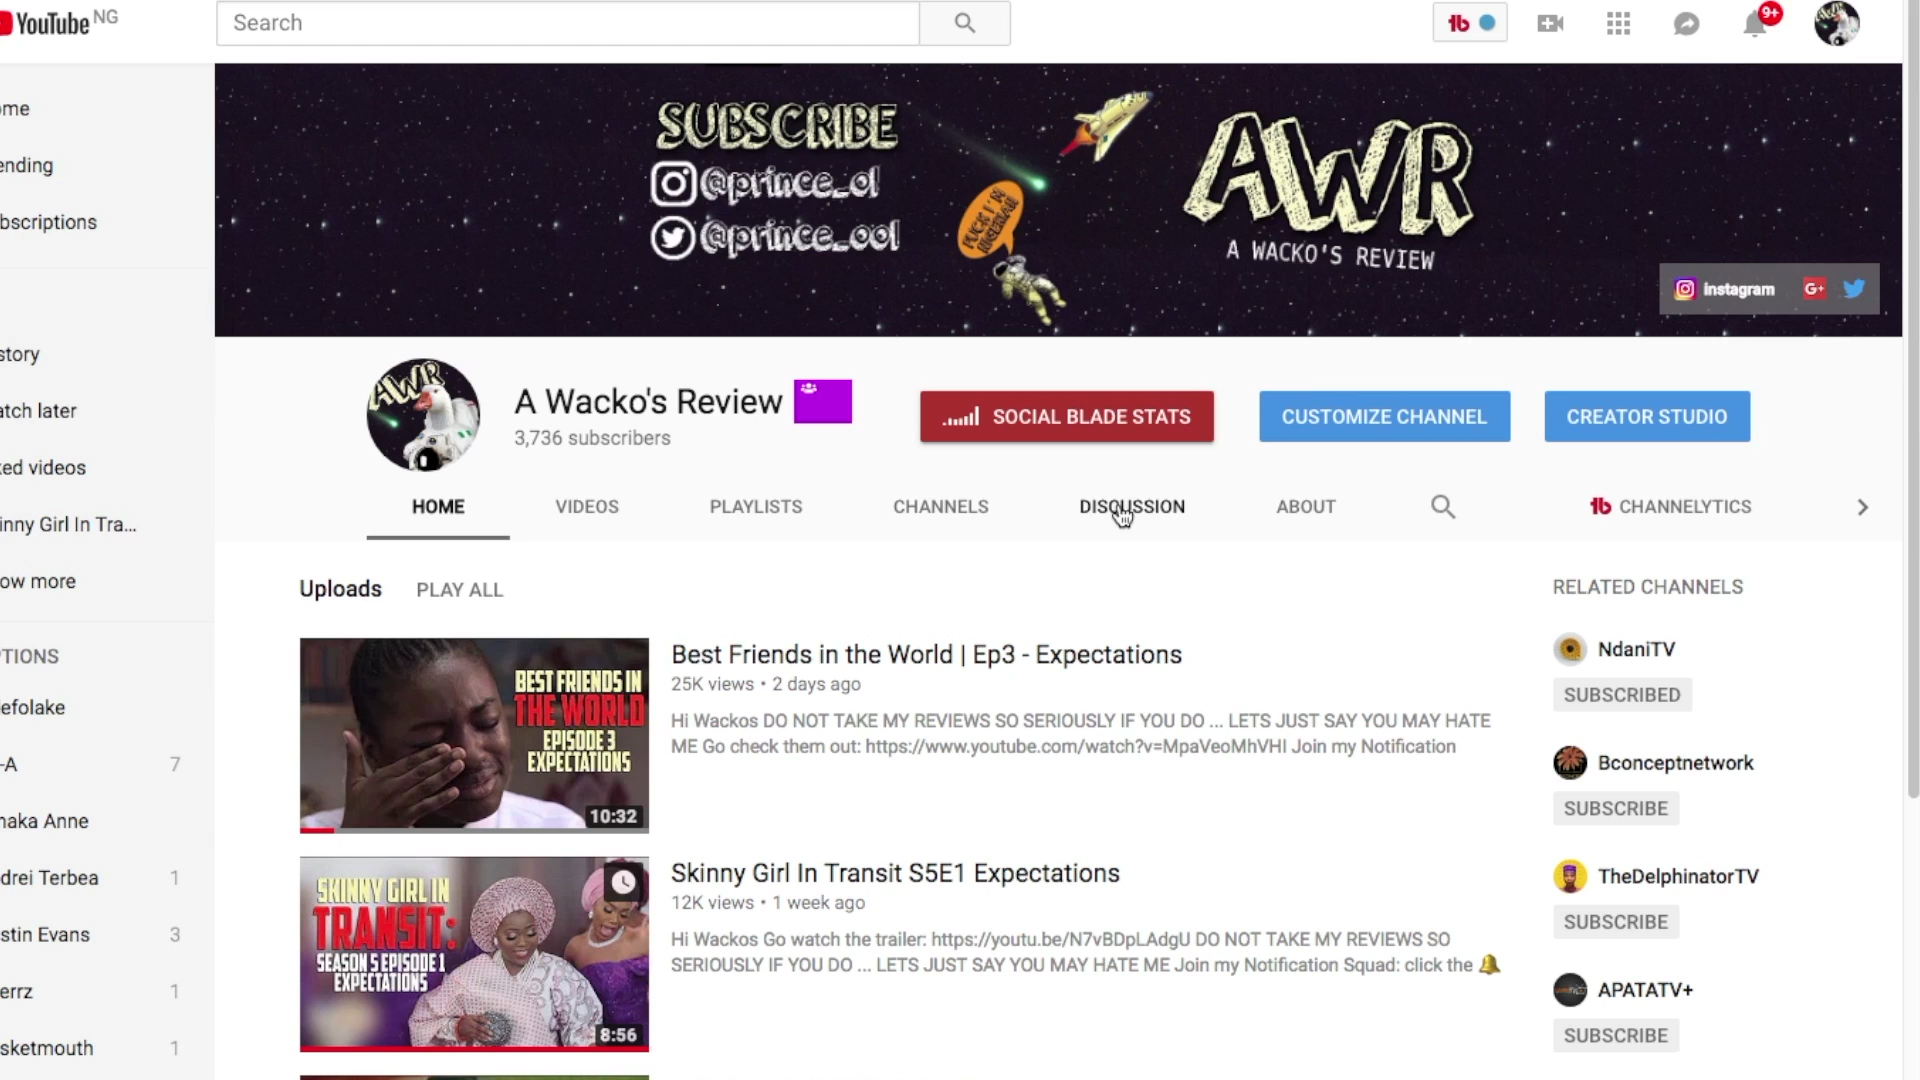 YouTube NG
Search
9+
ome
ending
bscriptions
story
atch later
ked videos
inny Girl In Tra...
ow more
TIONS
efolake
-A 7
naka Anne
drei Terbea 1
stin Evans 3
errz 1
sketmouth 1
SUBSCRIBE
@prince_ol
@prince_ool
FUCK I'M
NIGERIAN!
AWR
A WACKO'S REVIEW
instagram G+
AWR
A Wacko's Review
3,736 subscribers
SOCIAL BLADE STATS
CUSTOMIZE CHANNEL
CREATOR STUDIO
HOME VIDEOS PLAYLISTS CHANNELS DISCUSSION ABOUT tb CHANNELYTICS
Uploads PLAY ALL
BEST FRIENDS IN
THE WORLD
EPISODE 3
EXPECTATIONS
10:32
Best Friends in the World | Ep3 - Expectations
25K views • 2 days ago
Hi Wackos DO NOT TAKE MY REVIEWS SO SERIOUSLY IF YOU DO ... LETS JUST SAY YOU MAY HATE
ME Go check them out: https://www.youtube.com/watch?v=MpaVeoMhVHI Join my Notification
SKINNY GIRL IN
TRANSIT:
SEASON 5 EPISODE 1
EXPECTATIONS
8:56
Skinny Girl In Transit S5E1 Expectations
12K views • 1 week ago
Hi Wackos Go watch the trailer: https://youtu.be/N7vBDpLAdgU DO NOT TAKE MY REVIEWS SO
SERIOUSLY IF YOU DO ... LETS JUST SAY YOU MAY HATE ME Join my Notification Squad: click the 🔔
RELATED CHANNELS
NdaniTV
SUBSCRIBED
Bconceptnetwork
SUBSCRIBE
TheDelphinatorTV
SUBSCRIBE
APATATV+
SUBSCRIBE